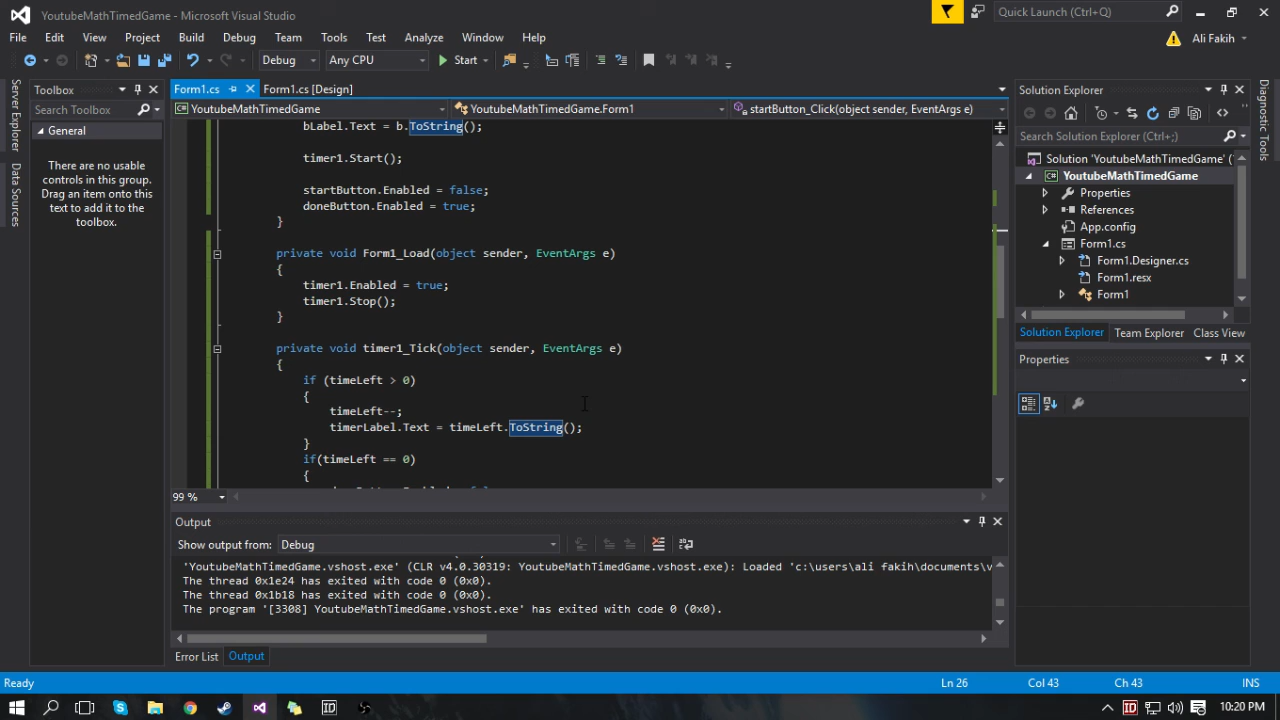 YoutubeMathTimedGame - Microsoft Visual Studio
Quick Launch (Ctrl+Q)
File Edit View Project Build Debug Team Tools Test Analyze Window Help
Ali Fakih
Debug Any CPU Start
Server Explorer
Data Sources
Toolbox
Search Toolbox
General
There are no usable
controls in this group.
Drag an item onto this
text to add it to the
toolbox.
Form1.cs Form1.cs [Design]
YoutubeMathTimedGame YoutubeMathTimedGame.Form1 startButton_Click(object sender, EventArgs e)
bLabel.Text = b.ToString();
timer1.Start();
startButton.Enabled = false;
doneButton.Enabled = true;
}
private void Form1_Load(object sender, EventArgs e)
{
timer1.Enabled = true;
timer1.Stop();
}
private void timer1_Tick(object sender, EventArgs e)
{
if (timeLeft > 0)
{
timeLeft--;
timerLabel.Text = timeLeft.ToString();
}
if(timeLeft == 0)
{
99 %
Output
Show output from: Debug
'YoutubeMathTimedGame.vshost.exe' (CLR v4.0.30319: YoutubeMathTimedGame.vshost.exe): Loaded 'c:\users\ali fakih\documents\v
The thread 0x1e24 has exited with code 0 (0x0).
The thread 0x1b18 has exited with code 0 (0x0).
The program '[3308] YoutubeMathTimedGame.vshost.exe' has exited with code 0 (0x0).
Error List Output
Solution Explorer
Search Solution Explorer (Ctrl+;)
Solution 'YoutubeMathTimedGame' (
YoutubeMathTimedGame
Properties
References
App.config
Form1.cs
Form1.Designer.cs
Form1.resx
Form1
Solution Explorer Team Explorer Class View
Properties
Diagnostic Tools
Ready Ln 26 Col 43 Ch 43 INS
10:20 PM